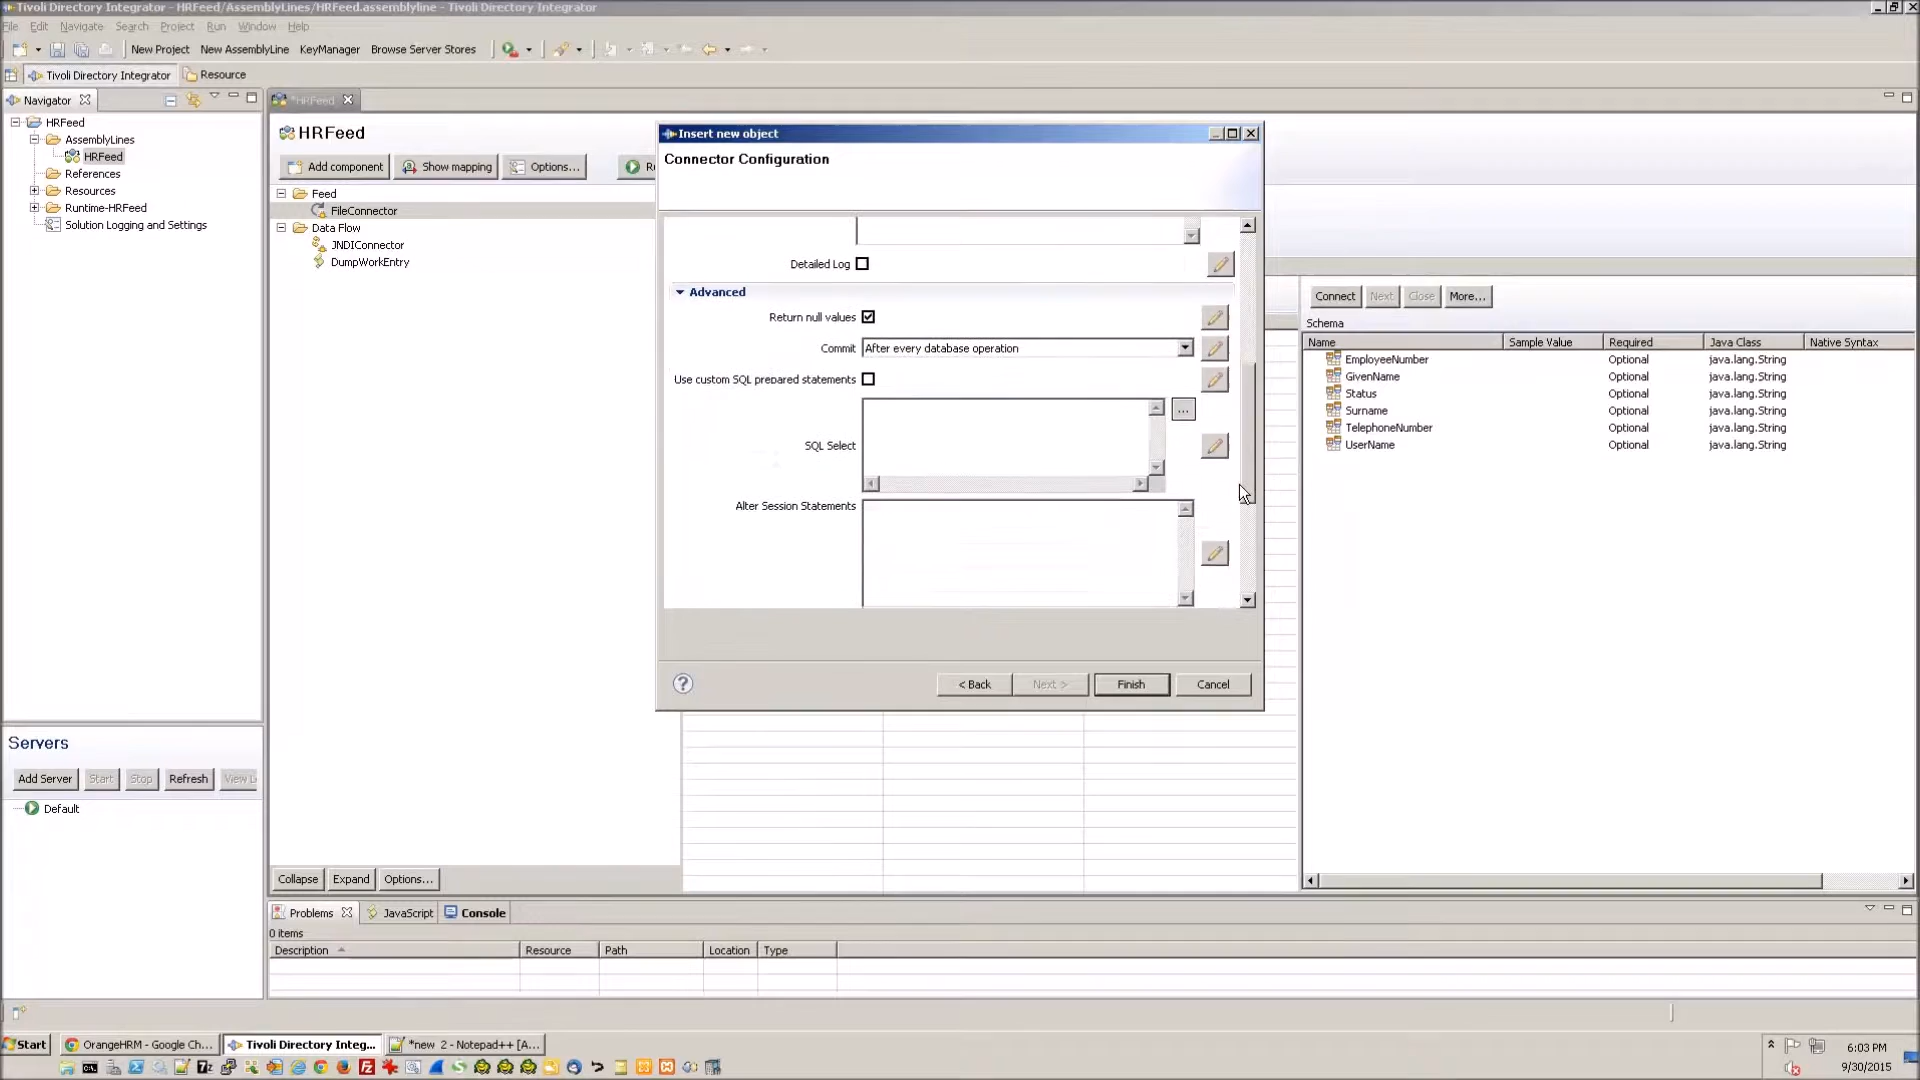 Tivoli Directory Integrator - HRFeed/AssemblyLines/HRFeed.assemblyline - Tivoli Directory Integrator
File Edit Navigate Search Project Run Window Help
New Project New AssemblyLine KeyManager Browse Server Stores
Tivoli Directory Integrator Resource
Navigator
*HRFeed
HRFeed
AssemblyLines
HRFeed
References
Resources
Runtime-HRFeed
Solution Logging and Settings
HRFeed
Add component Show mapping Options...
Feed
FileConnector
Data Flow
JNDIConnector
DumpWorkEntry
Insert new object
Connector Configuration
Detailed Log
Advanced
Return null values
Commit After every database operation
Use custom SQL prepared statements
...
SQL Select
Alter Session Statements
< Back Next > Finish Cancel
Connect Next Close More...
Schema
Name Sample Value Required Java Class Native Syntax
EmployeeNumber Optional java.lang.String
GivenName Optional java.lang.String
Status Optional java.lang.String
Surname Optional java.lang.String
TelephoneNumber Optional java.lang.String
UserName Optional java.lang.String
Servers
Add Server Start Stop Refresh View L
Default
Collapse Expand Options...
Problems JavaScript Console
0 items
Description Resource Path Location Type
Start OrangeHRM - Google Ch... Tivoli Directory Integ... *new 2 - Notepad++ [A...
6:03 PM
9/30/2015